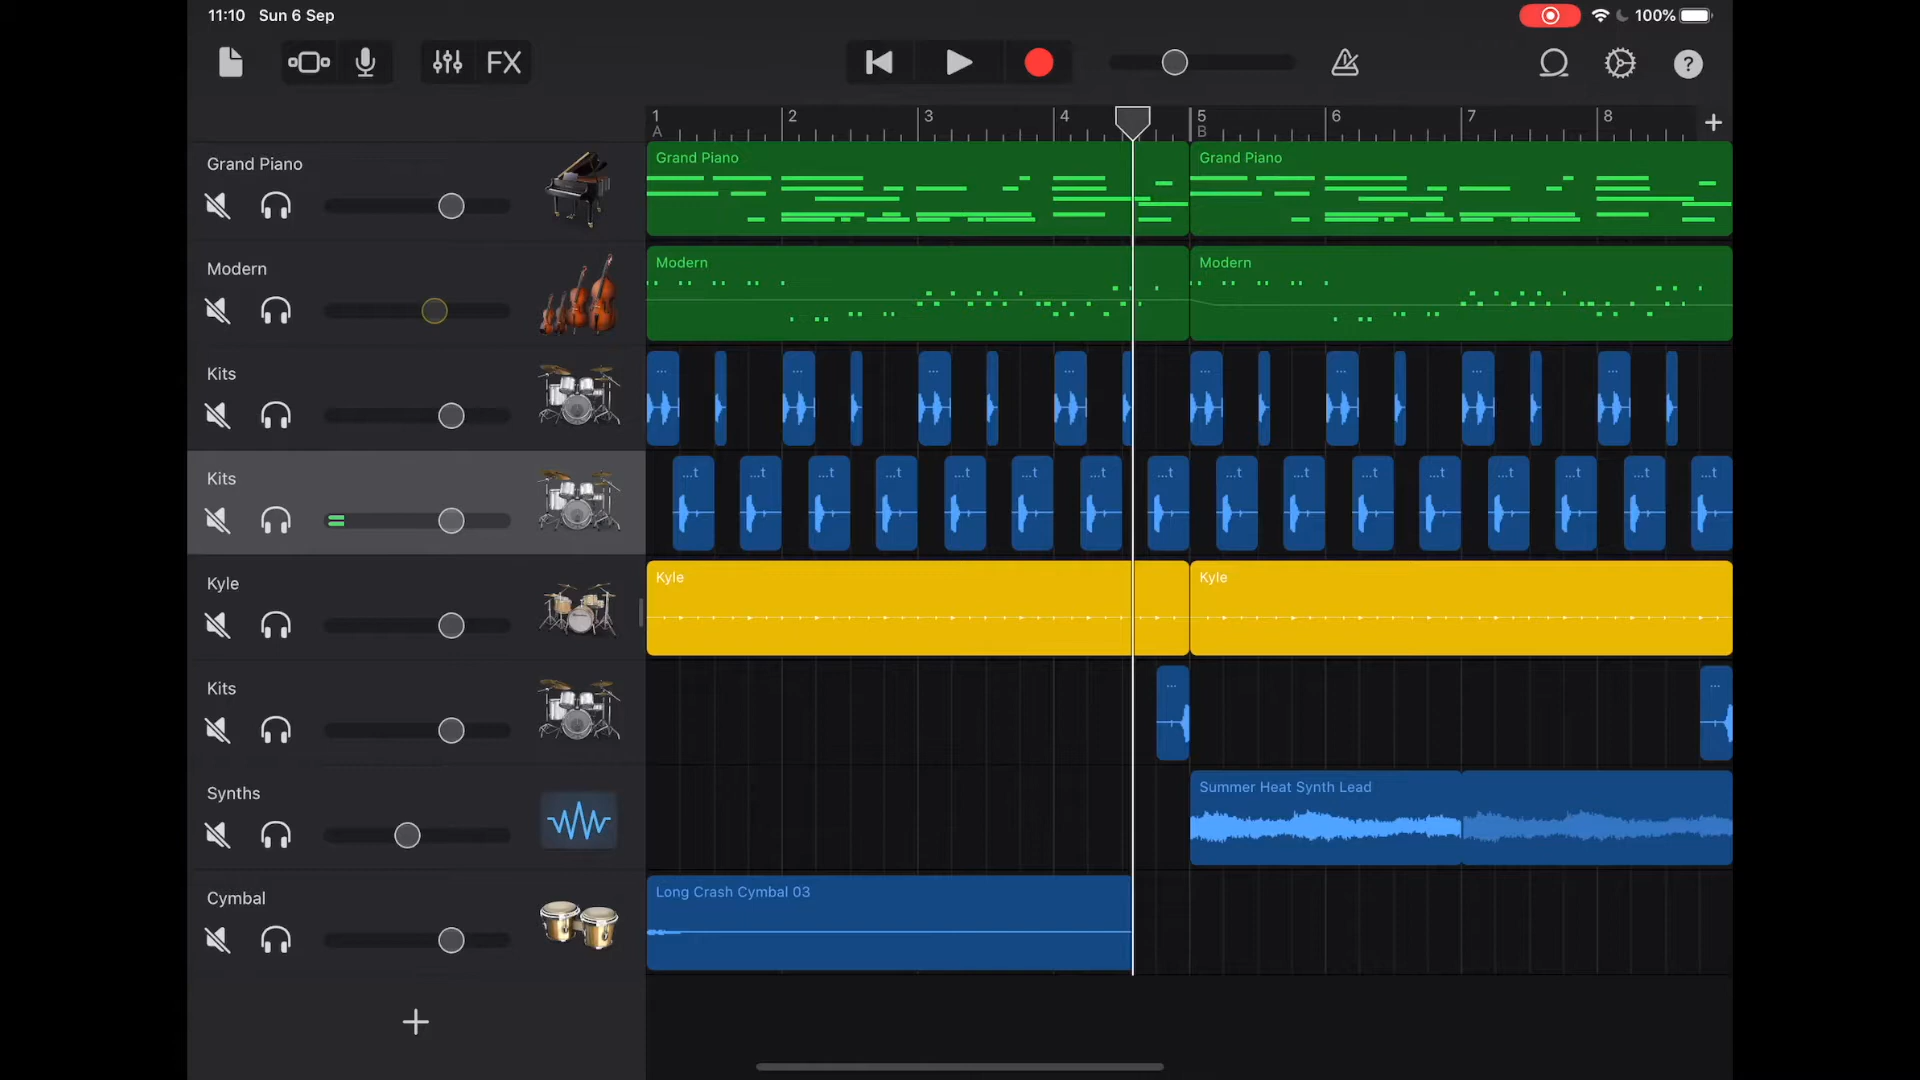 11:10 Sun 6 Sep
100%
FX
?
1 2 3 4 5 6 7 8
A B
Grand Piano
Grand Piano
Grand Piano
Modern
Modern
Modern
Kits
... ... ... ... ... ... ... ...
Kits
...t ...t ...t ...t ...t ...t ...t ...t ...t ...t ...t ...t ...t ...t ...t ...t
Kyle
Kyle
Kyle
Kits
... ...
Synths
Summer Heat Synth Lead
Cymbal
Long Crash Cymbal 03